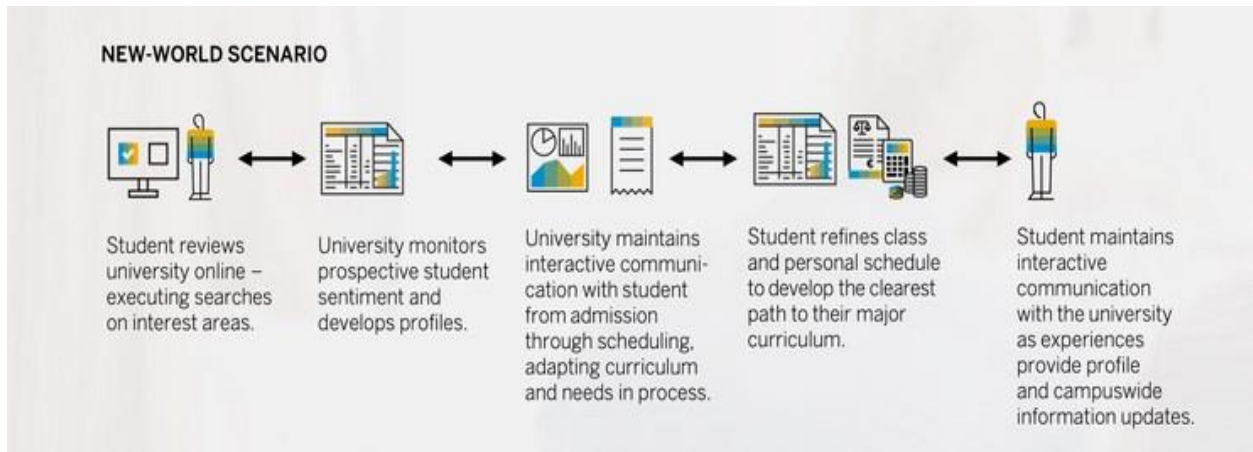 NEW-WORLD SCENARIO
Student reviews
university online –
executing searches
on interest areas.
University monitors
prospective student
sentiment and
develops profiles.
University maintains
interactive communi-
cation with student
from admission
through scheduling,
adapting curriculum
and needs in process.
Student refines class
and personal schedule
to develop the clearest
path to their major
curriculum.
Student maintains
interactive
communication
with the university
as experiences
provide profile
and campuswide
information updates.